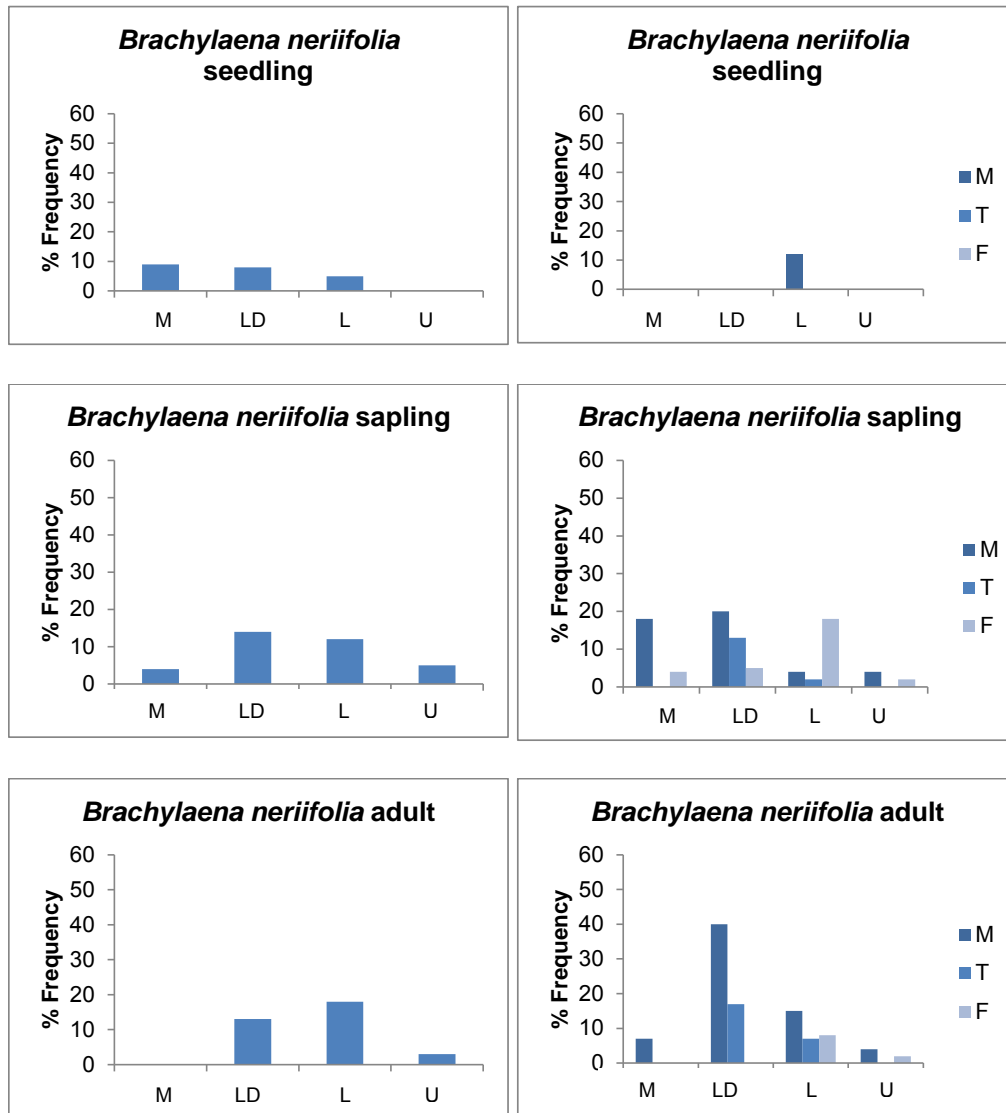 Brachylaena neriifolia
seedling
% Frequency
60
50
40
30
20
10
0
M LD L U
Brachylaena neriifolia
seedling
% Frequency
60
50
40
30
20
10
0
M LD L U
M
T
F
Brachylaena neriifolia sapling
% Frequency
60
50
40
30
20
10
0
M LD L U
Brachylaena neriifolia sapling
% Frequency
60
50
40
30
20
10
0
M LD L U
M
T
F
Brachylaena neriifolia adult
% Frequency
60
50
40
30
20
10
0
M LD L U
Brachylaena neriifolia adult
% Frequency
60
50
40
30
20
10
0
M LD L U
M
T
F